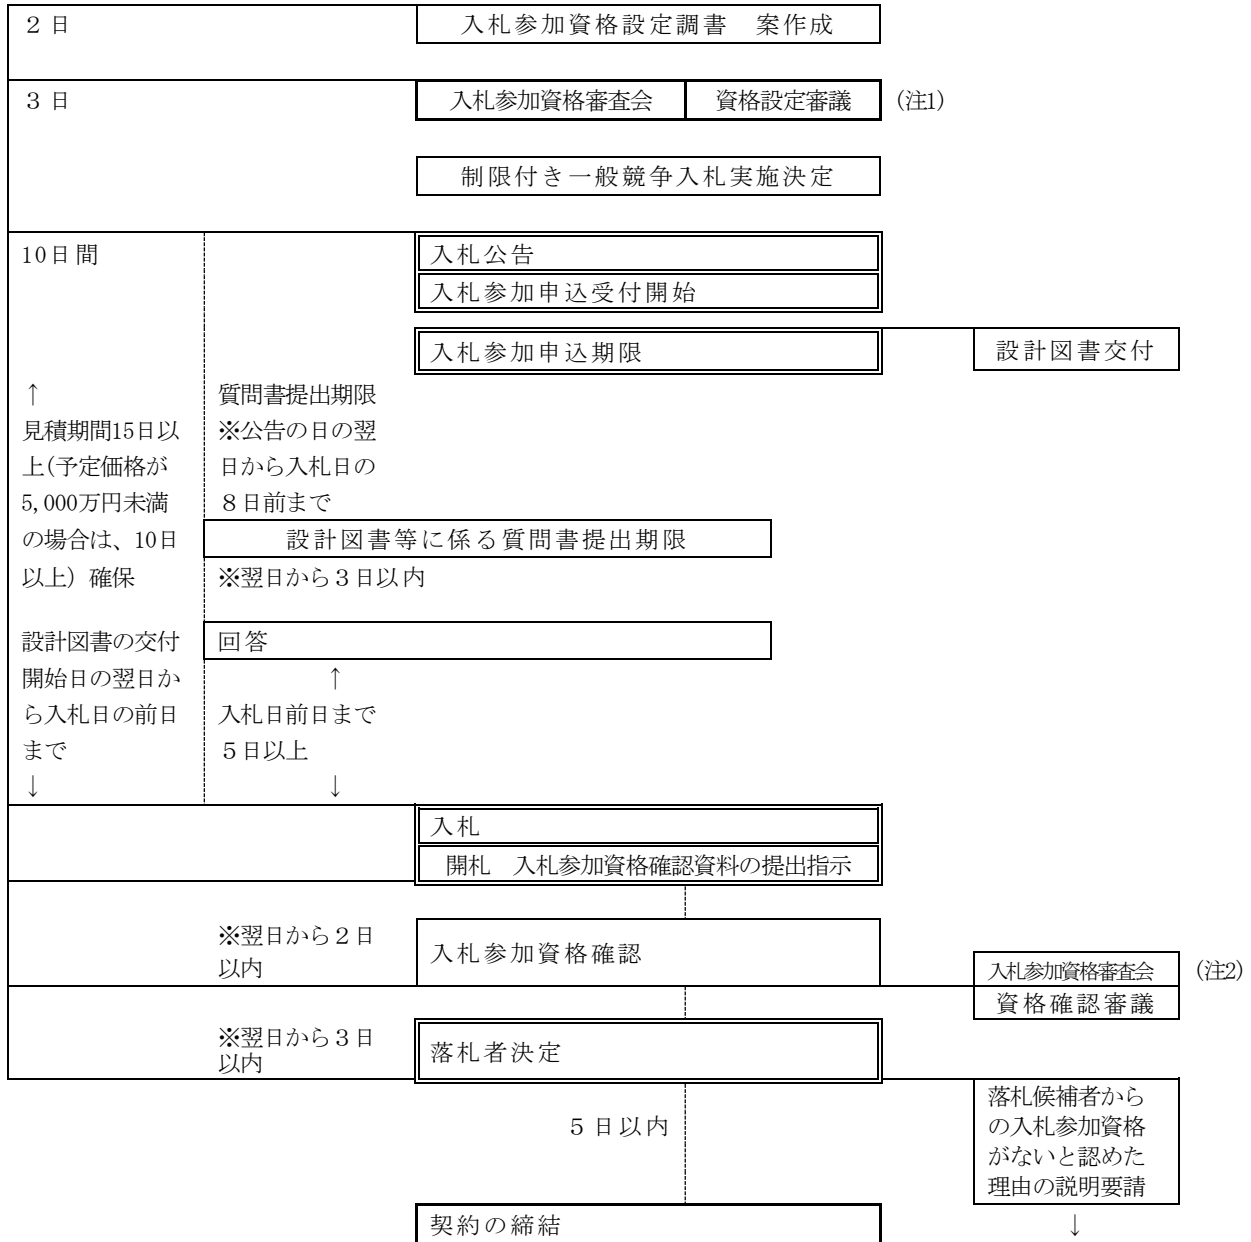 ２日
入札参加資格設定調書　案作成
３日
入札参加資格審査会
資格設定審議
(注1)
制限付き一般競争入札実施決定
10日間
入札公告
入札参加申込受付開始
入札参加申込期限
設計図書交付
↑
見積期間15日以
上(予定価格が
5,000万円未満
の場合は、10日
以上）確保
質問書提出期限
※公告の日の翌
日から入札日の
８日前まで
設計図書等に係る質問書提出期限
※翌日から３日以内
設計図書の交付
開始日の翌日か
ら入札日の前日
まで
↓
回答
↑
入札日前日まで
５日以上
↓
入札
開札　入札参加資格確認資料の提出指示
※翌日から２日
以内
入札参加資格確認
入札参加資格審査会
(注2)
資格確認審議
※翌日から３日
以内
落札者決定
５日以内
落札候補者から
の入札参加資格
がないと認めた
理由の説明要請
↓
契約の締結